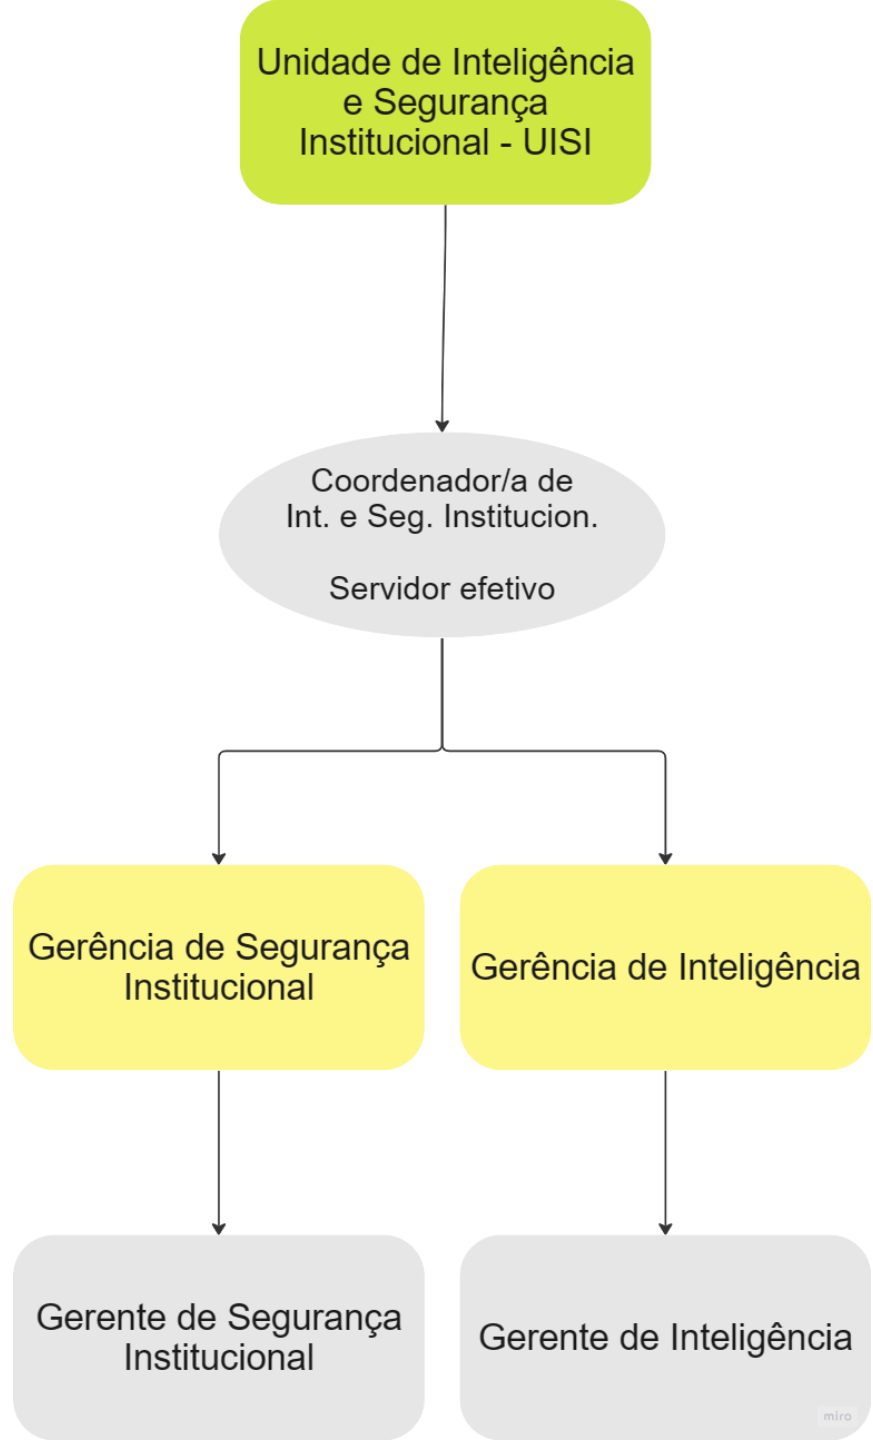 Unidade de Inteligência
e Segurança
Institucional - UISI
Coordenador/a de
Int. e Seg. Institucion.
Servidor efetivo
Gerência de Segurança
Institucional
Gerência de Inteligência
Gerente de Segurança
Institucional
Gerente de Inteligência
miro